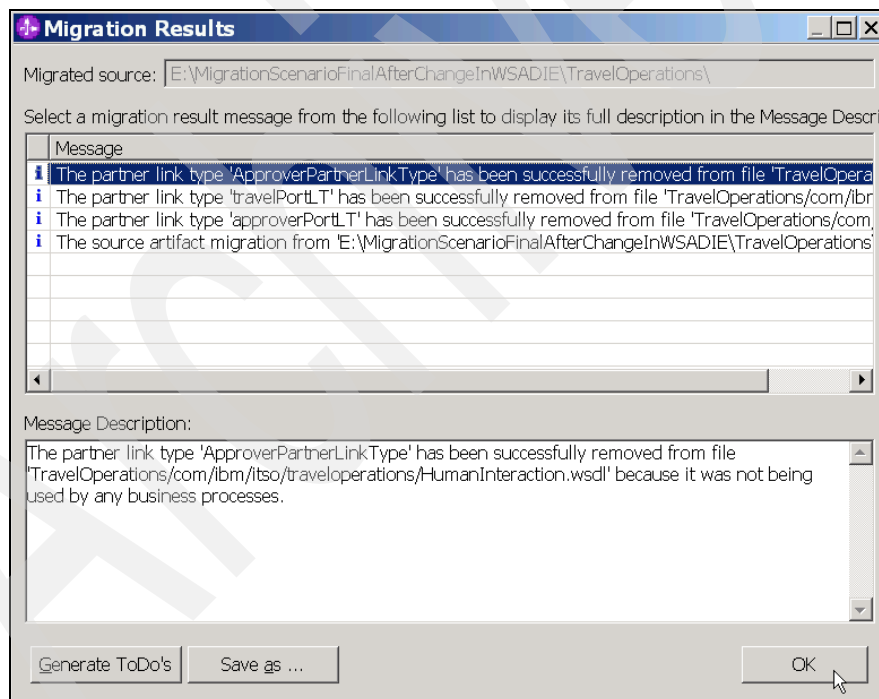 Migration Results
Migrated source: E:\MigrationScenarioFinalAfterChangeInWSADIE\TravelOperations\
Select a migration result message from the following list to display its full description in the Message Descri
Message
i The partner link type 'ApproverPartnerLinkType' has been successfully removed from file 'TravelOpera
i The partner link type 'travelPortLT' has been successfully removed from file 'TravelOperations/com/ibr
i The partner link type 'approverPortLT' has been successfully removed from file 'TravelOperations/com,
i The source artifact migration from 'E:\MigrationScenarioFinalAfterChangeInWSADIE\TravelOperations'
Message Description:
The partner link type 'ApproverPartnerLinkType' has been successfully removed from file
'TravelOperations/com/ibm/itso/traveloperations/HumanInteraction.wsdl' because it was not being
used by any business processes.
Generate ToDo's Save as ... OK